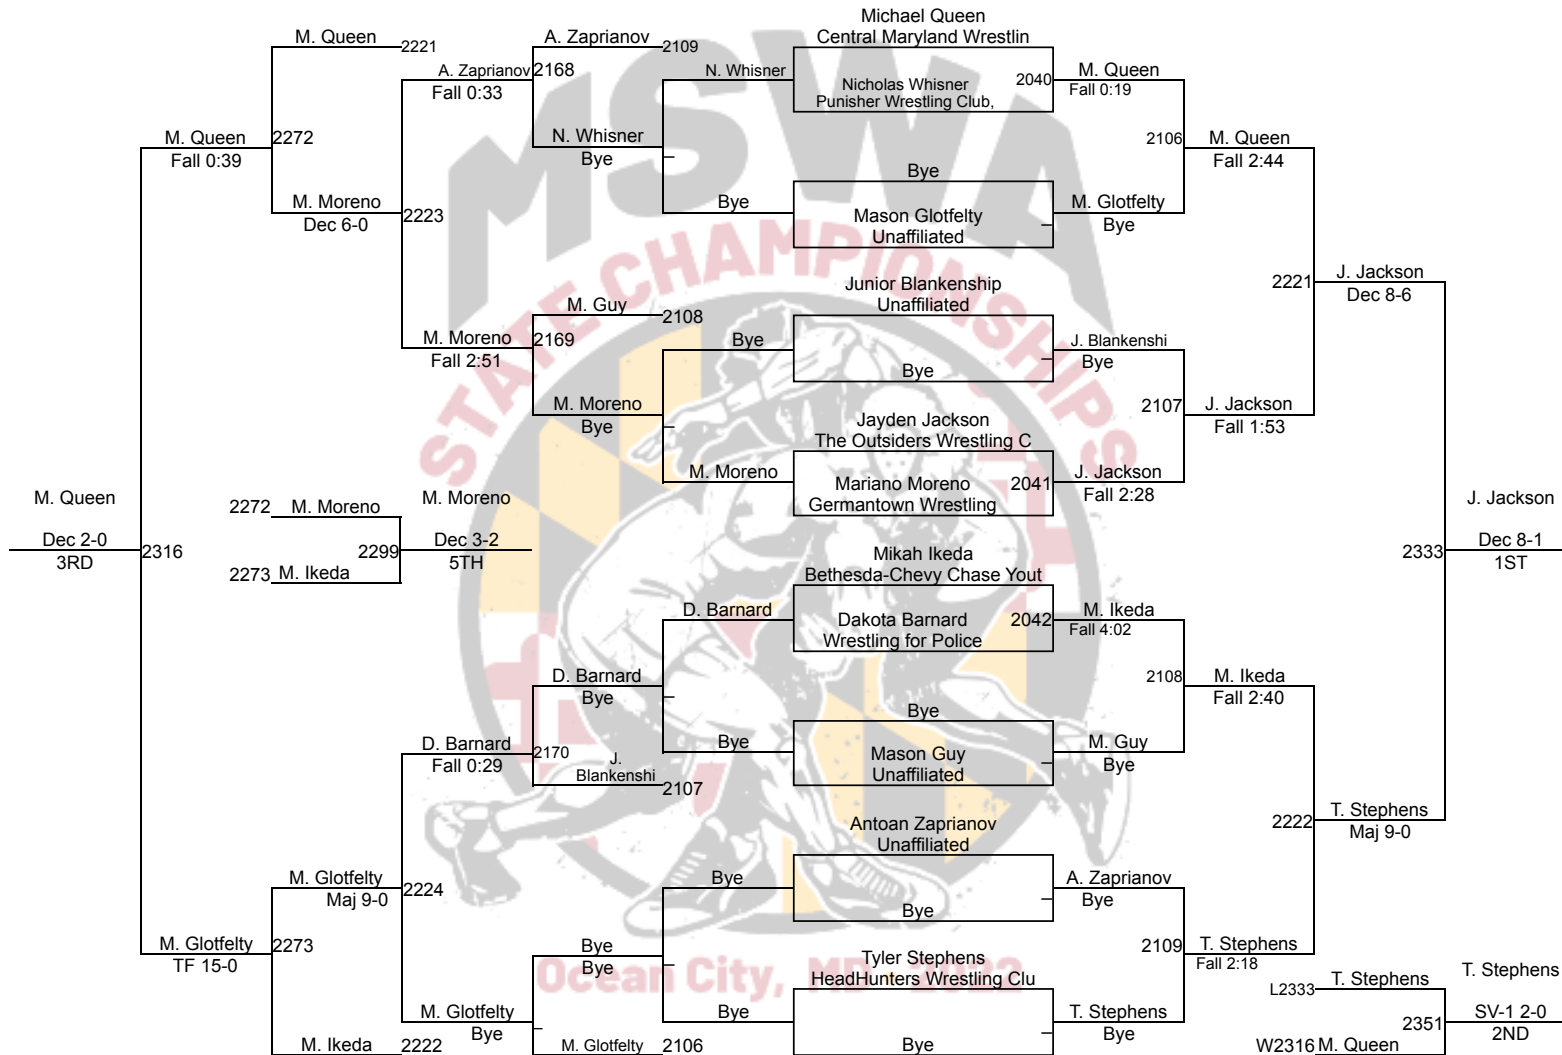 MSWA
STATE CHAMPIONSHIPS
Ocean City, MD - 2022
Michael Queen
Central Maryland Wrestlin
Nicholas Whisner
Punisher Wrestling Club,
2040
M. Queen
Fall 0:19
Bye
Mason Glotfelty
Unaffiliated
M. Glotfelty
Bye
2106
M. Queen
Fall 2:44
Junior Blankenship
Unaffiliated
Bye
J. Blankenshi
Bye
Jayden Jackson
The Outsiders Wrestling C
Mariano Moreno
Germantown Wrestling
2041
J. Jackson
Fall 2:28
2107
J. Jackson
Fall 1:53
2221
J. Jackson
Dec 8-6
Mikah Ikeda
Bethesda-Chevy Chase Yout
Dakota Barnard
Wrestling for Police
2042
M. Ikeda
Fall 4:02
Bye
Mason Guy
Unaffiliated
M. Guy
Bye
2108
M. Ikeda
Fall 2:40
Antoan Zaprianov
Unaffiliated
Bye
A. Zaprianov
Bye
Tyler Stephens
HeadHunters Wrestling Clu
Bye
T. Stephens
Bye
2109
T. Stephens
Fall 2:18
2222
T. Stephens
Maj 9-0
2333
J. Jackson
Dec 8-1
1ST
L2333
T. Stephens
W2316 M. Queen
2351
T. Stephens
SV-1 2-0
2ND
N. Whisner
Bye
N. Whisner
Bye
A. Zaprianov
2109
2168
A. Zaprianov
Fall 0:33
Bye
M. Moreno
M. Moreno
Bye
M. Guy
2108
2169
M. Moreno
Fall 2:51
2223
M. Moreno
Dec 6-0
M. Queen
2221
2272
M. Queen
Fall 0:39
D. Barnard
Bye
D. Barnard
Bye
J.
Blankenshi
2107
2170
D. Barnard
Fall 0:29
Bye
Bye
Bye
Bye
M. Glotfelty
2106
M. Glotfelty
Bye
2224
M. Glotfelty
Maj 9-0
M. Ikeda
2222
2273
M. Glotfelty
TF 15-0
2316
M. Queen
Dec 2-0
3RD
2272
M. Moreno
2273
M. Ikeda
2299
M. Moreno
Dec 3-2
5TH